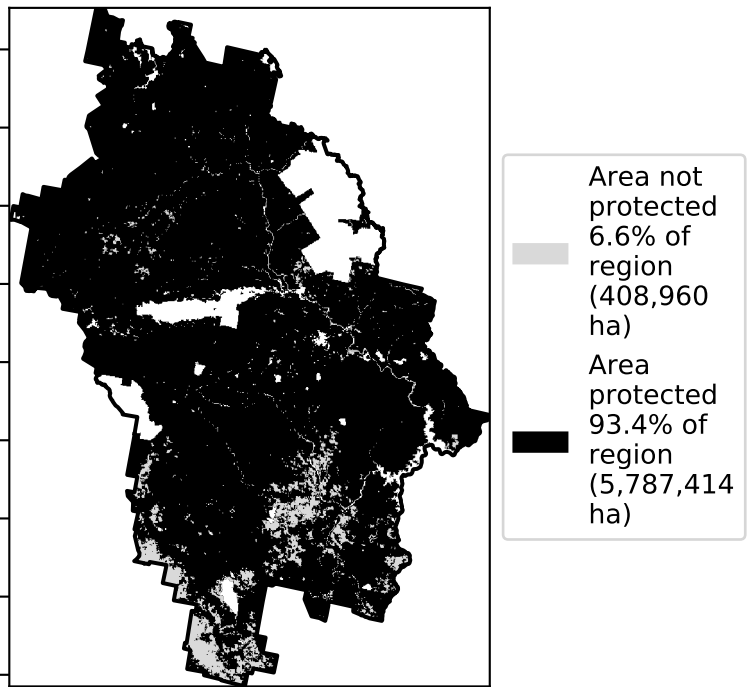 Area not
protected
6.6% of
region
(408,960
ha)
Area
protected
93.4% of
region
(5,787,414
ha)